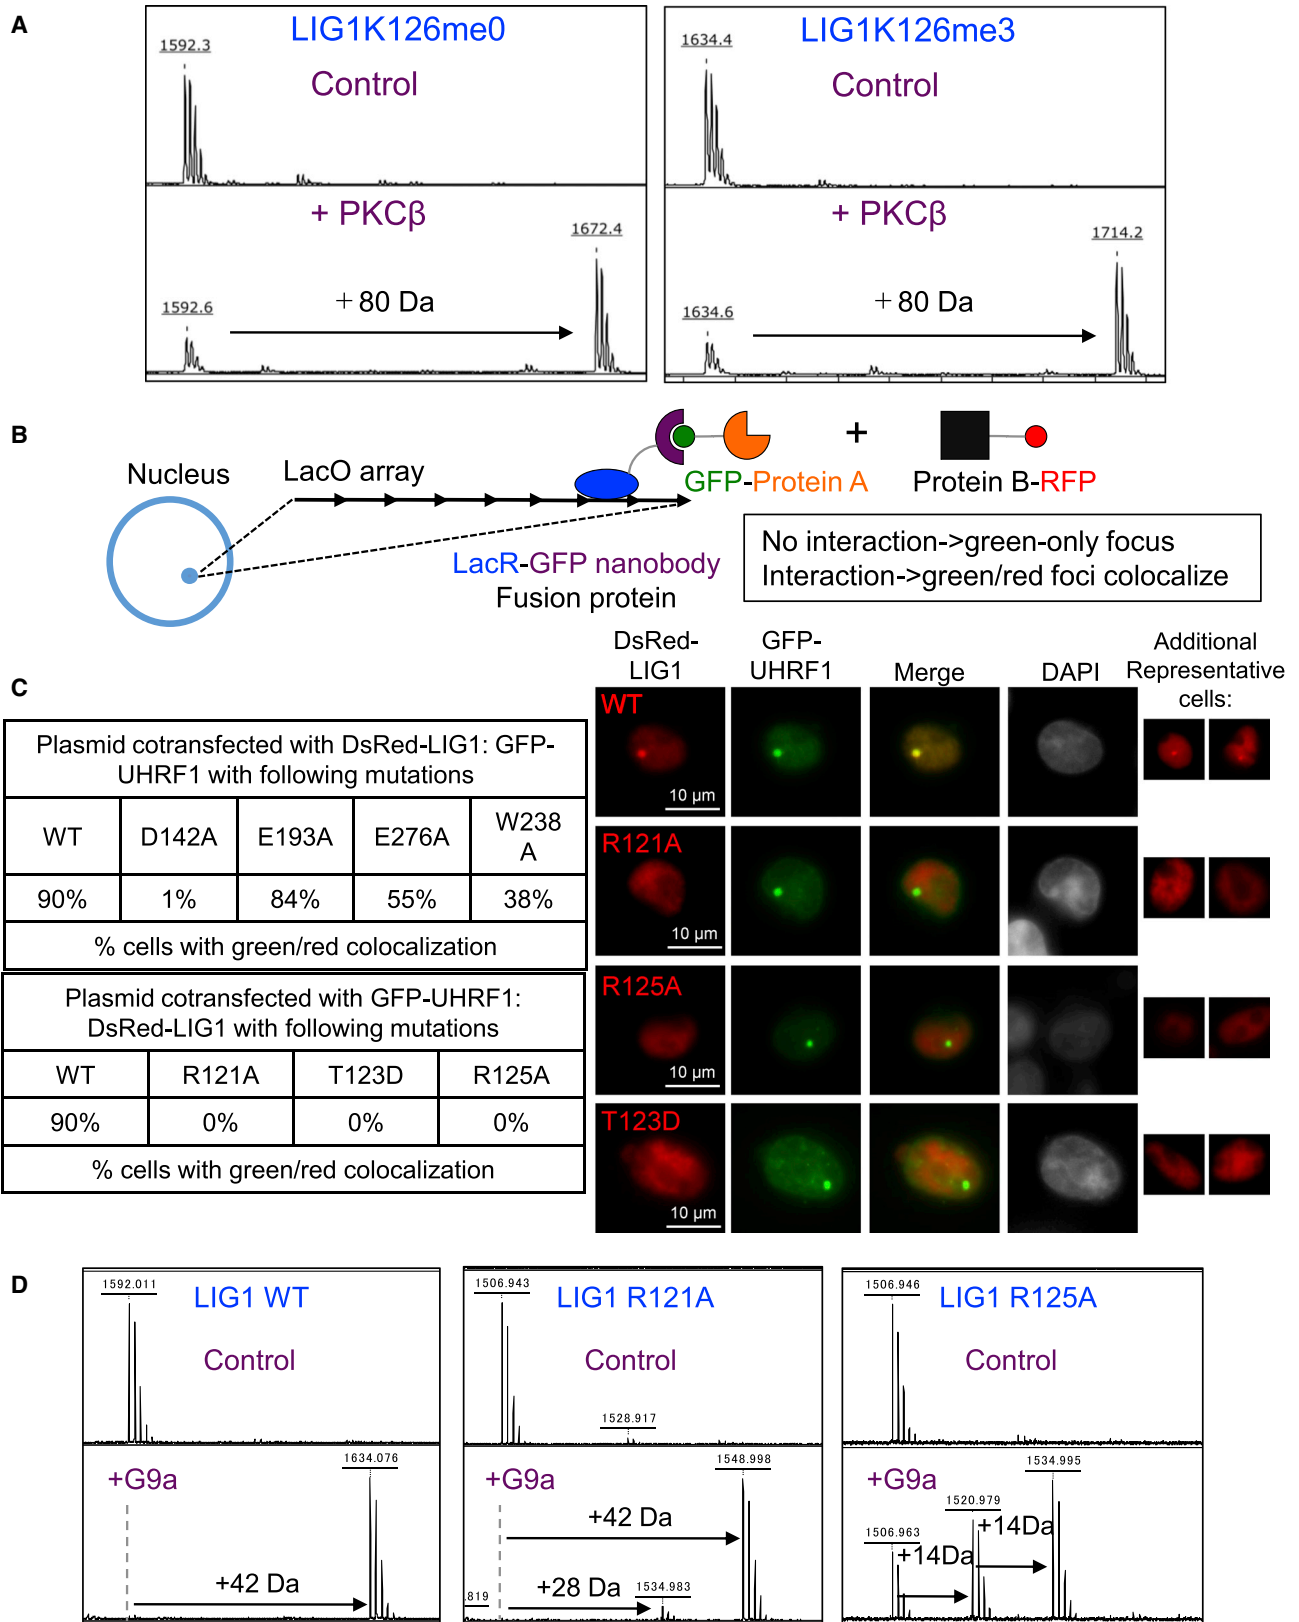 A
LIG1K126me0
Control
1592.3
+ PKCβ
1672.4
1592.6
+ 80 Da
LIG1K126me3
Control
1634.4
+ PKCβ
1714.2
1634.6
+ 80 Da
B
Nucleus
LacO array
LacR-GFP nanobody
Fusion protein
GFP-Protein A
+
Protein B-RFP
No interaction->green-only focus
Interaction->green/red foci colocalize
C
Plasmid cotransfected with DsRed-LIG1: GFP-
UHRF1 with following mutations
WT D142A E193A E276A W238
A
90% 1% 84% 55% 38%
% cells with green/red colocalization
Plasmid cotransfected with GFP-UHRF1:
DsRed-LIG1 with following mutations
WT R121A T123D R125A
90% 0% 0% 0%
% cells with green/red colocalization
DsRed-
LIG1
GFP-
UHRF1
Merge
DAPI
Additional
Representative
cells:
WT
10 µm
R121A
10 µm
R125A
10 µm
T123D
10 µm
D
1592.011
LIG1 WT
Control
1634.076
+G9a
+42 Da
1506.943
LIG1 R121A
Control
1528.917
1548.998
+G9a
+42 Da
+28 Da
1534.983
.819
1506.946
LIG1 R125A
Control
1534.995
+G9a
1520.979
+14Da
1506.963
+14Da